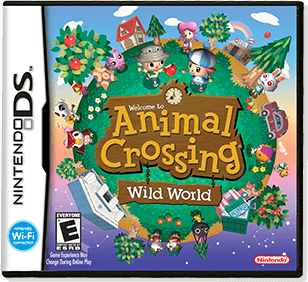 NINTENDO DS™
Welcome to
Animal
Crossing
Wild World
Nintendo
Wi-Fi
CONNECTION
EVERYONE
E
ESRB
Game Experience May
Change During Online Play
Nintendo